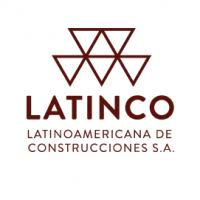 LATINCO
LATINOAMERICANA DE
CONSTRUCCIONES S.A.